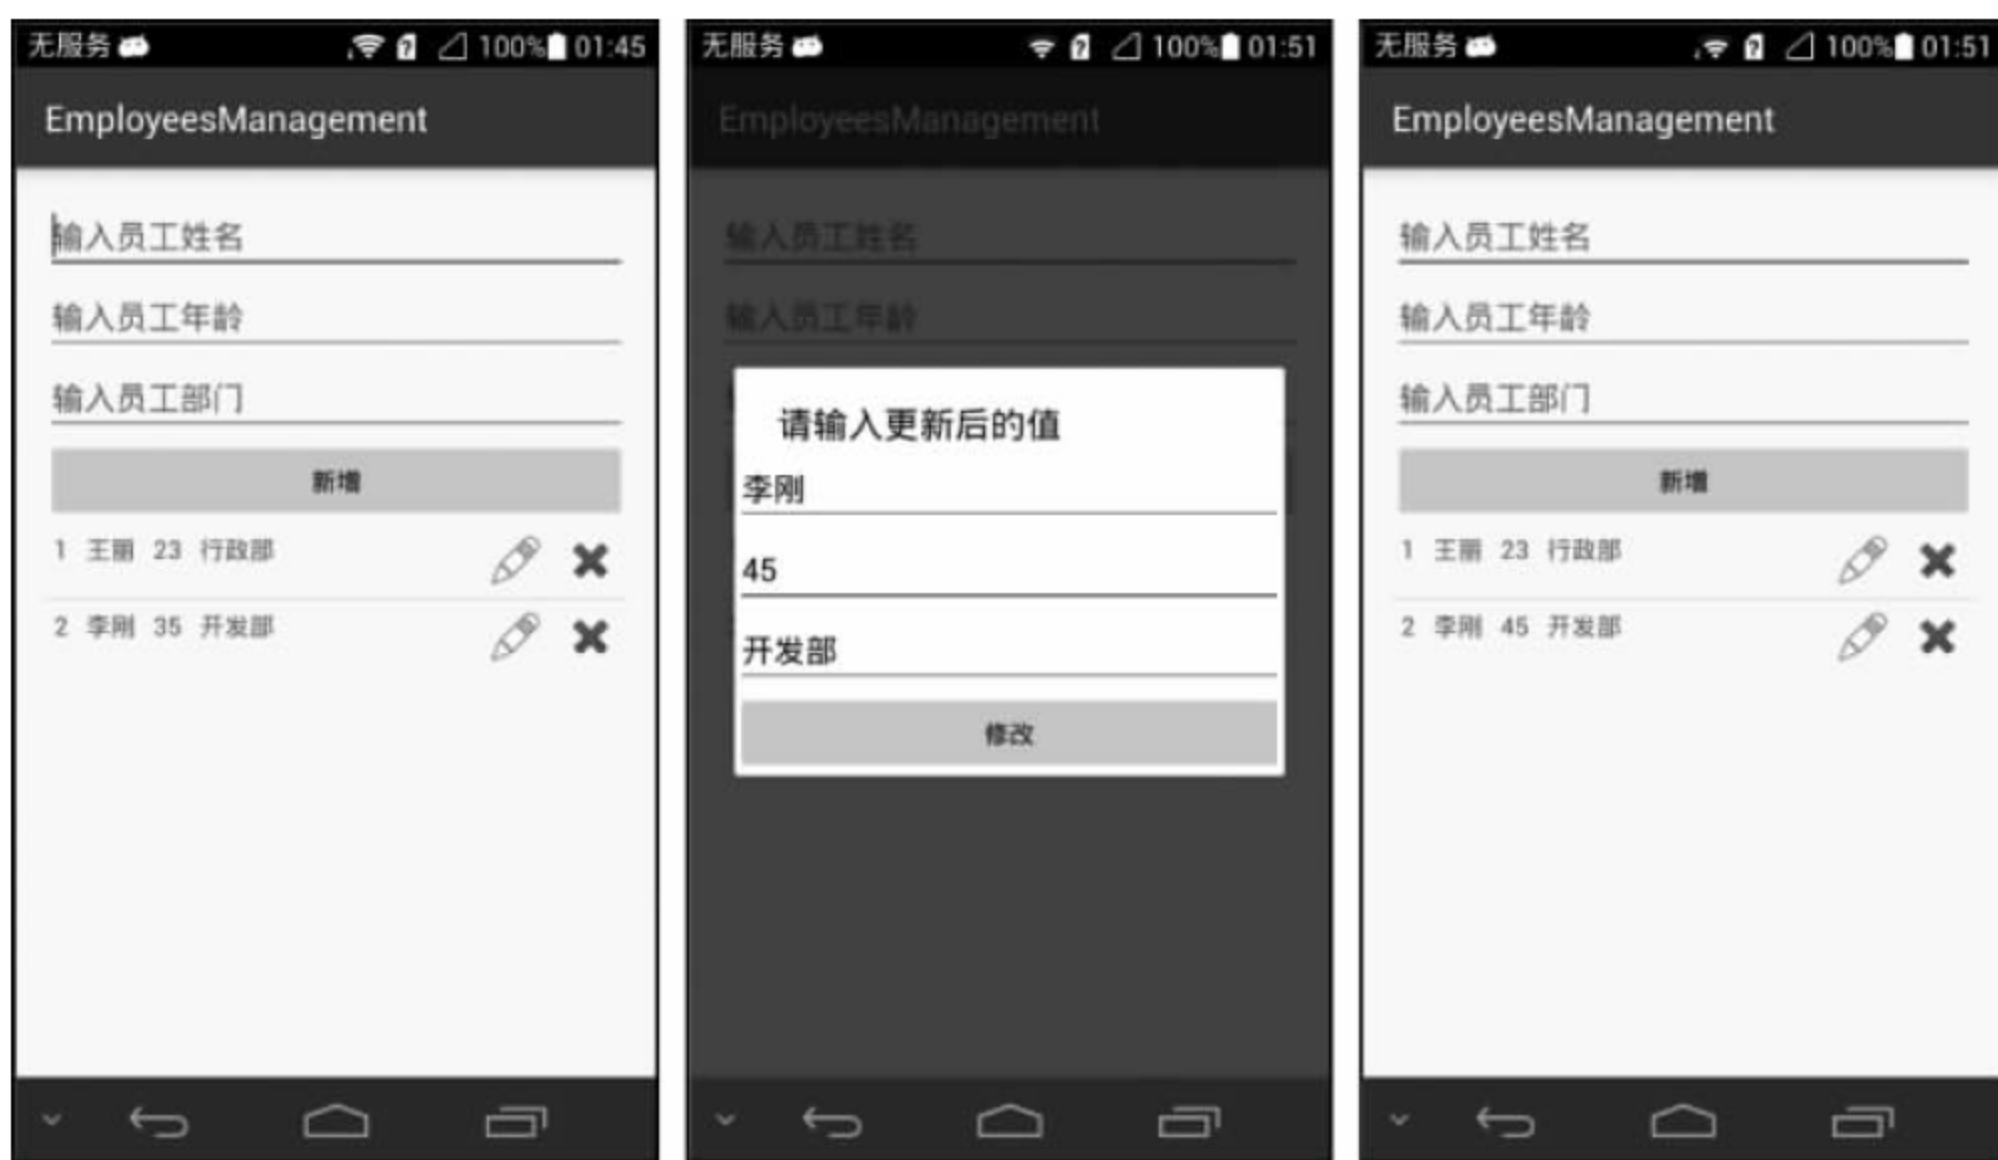 无服务 100% 01:45
EmployeesManagement
输入员工姓名
输入员工年龄
输入员工部门
新增
1 王丽 23 行政部
2 李刚 35 开发部
无服务 100% 01:51
EmployeesManagement
输入员工姓名
输入员工年龄
请输入更新后的值
李刚
45
开发部
修改
无服务 100% 01:51
EmployeesManagement
输入员工姓名
输入员工年龄
输入员工部门
新增
1 王丽 23 行政部
2 李刚 45 开发部